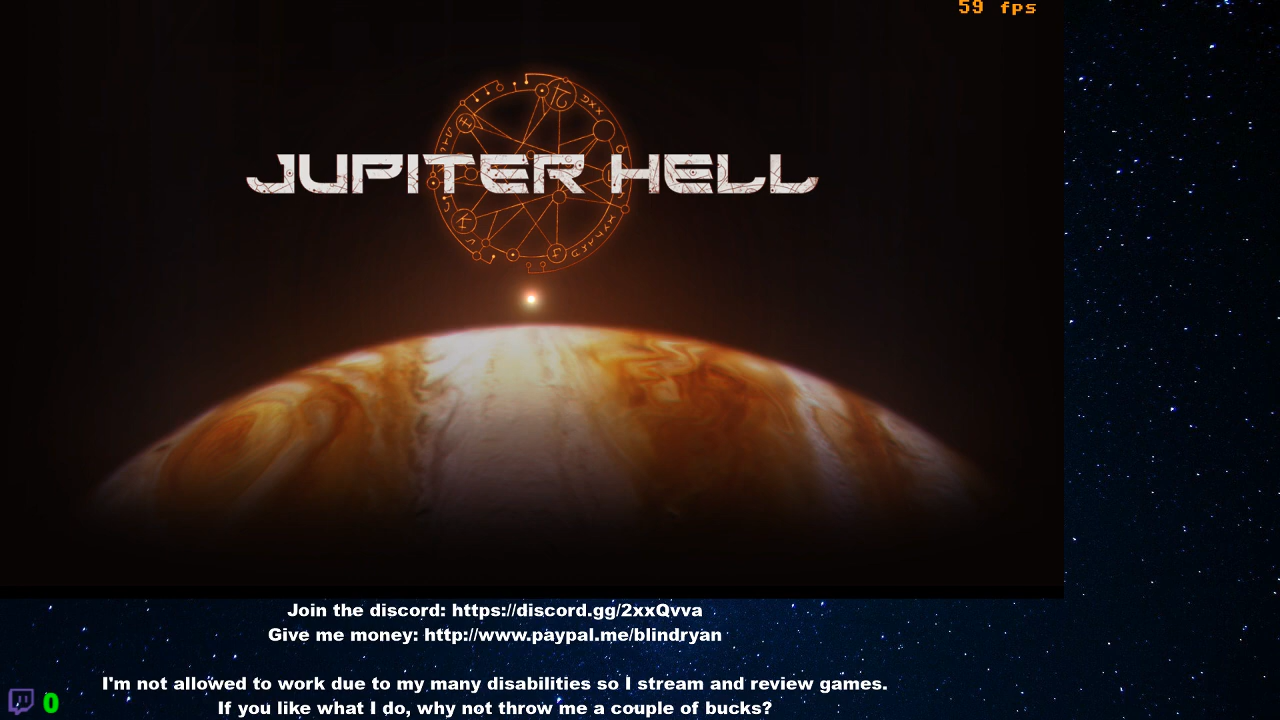 59 fps
JUPITER HELL
Join the discord: https://discord.gg/2xxQvva
Give me money: http://www.paypal.me/blindryan
I'm not allowed to work due to my many disabilities so I stream and review games.
If you like what I do, why not throw me a couple of bucks?
0